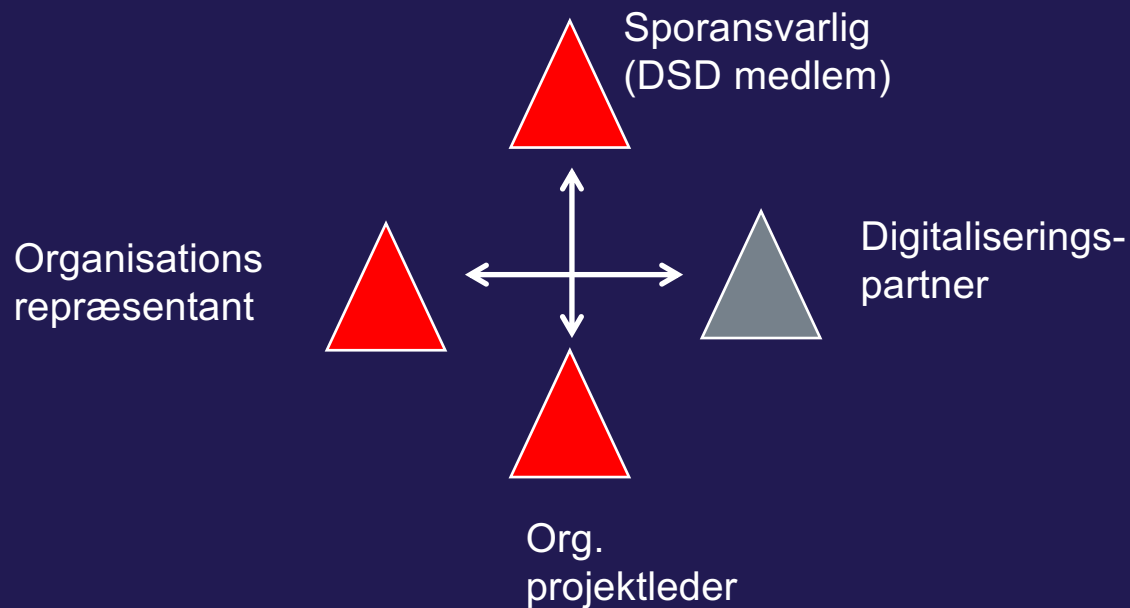 Sporansvarlig
(DSD medlem)
Organisations
repræsentant
Digitaliserings-
partner
Org.
projektleder